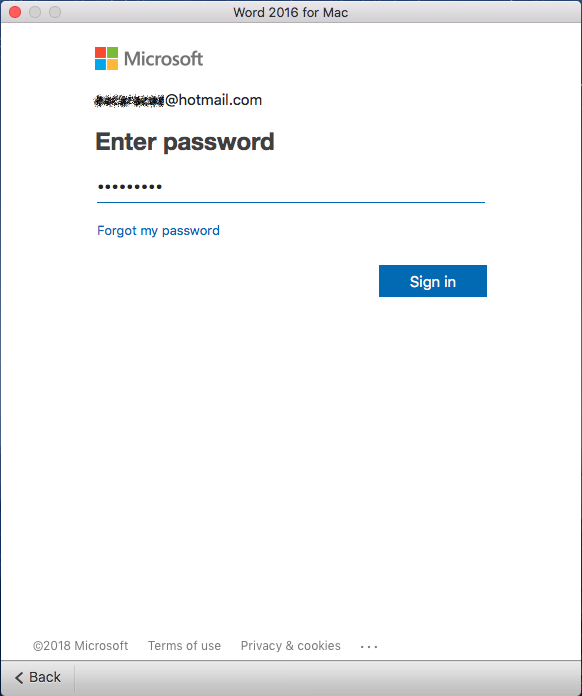 Word 2016 for Mac
Microsoft
@hotmail.com
Enter password
•••••••••
Forgot my password
Sign in
©2018 Microsoft Terms of use Privacy & cookies ...
Back